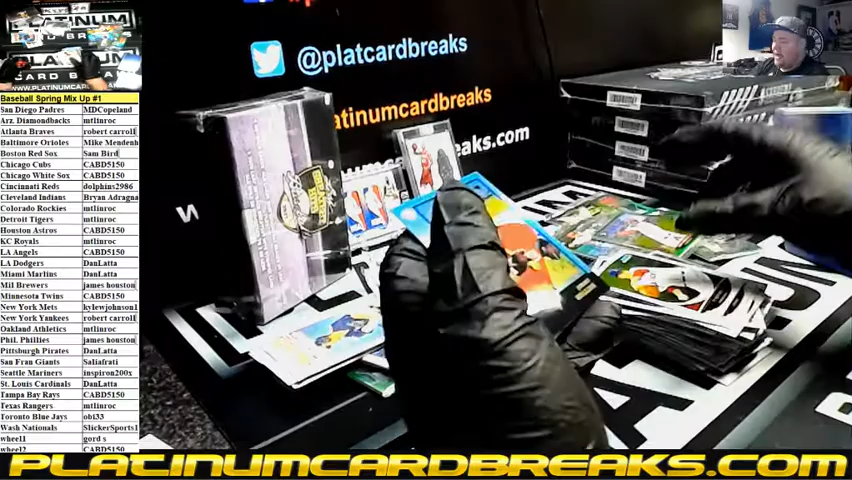 PLATINUM
CARD BREA
WWW.PLATINUMC
@platcardbreaks
atinumcardbreaks.com
w
ks.com
Baseball Spring Mix Up #1
San Diego Padres MDCopeland
Arz. Diamondbacks mtlinroc
Atlanta Braves robert carroll
Baltimore Orioles Mike Mendenh
Boston Red Sox Sam Bird
Chicago Cubs CABD5150
Chicago White Sox CABD5150
Cincinnati Reds dolphins2986
Cleveland Indians Bryan Adragna
Colorado Rockies mtlinroc
Detroit Tigers mtlinroc
Houston Astros CABD5150
KC Royals mtlinroc
LA Angels CABD5150
LA Dodgers DanLatta
Miami Marlins DanLatta
Mil Brewers james houston
Minnesota Twins CABD5150
New York Mets kylewjohnson1
New York Yankees robert carroll
Oakland Athletics mtlinroc
Phil. Phillies james houston
Pittsburgh Pirates DanLatta
San Fran Giants Saliafrati
Seattle Mariners inspiron200x
St. Louis Cardinals DanLatta
Tampa Bay Rays CABD5150
Texas Rangers mtlinroc
Toronto Blue Jays obi33
Wash Nationals SlickerSports1
wheel1 gord s
wheel2 CABD5150
PLATINUMCARDBREAKS.COM